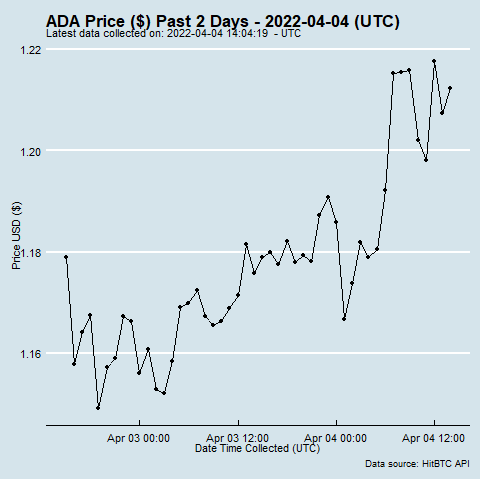 ADA Price ($) Past 2 Days - 2022-04-04 (UTC)
Latest data collected on: 2022-04-04 14:04:19 - UTC
1.22
1.20
1.18
1.16
Price USD ($)
Apr 03 00:00
Apr 03 12:00
Apr 04 00:00
Apr 04 12:00
Date Time Collected (UTC)
Data source: HitBTC API